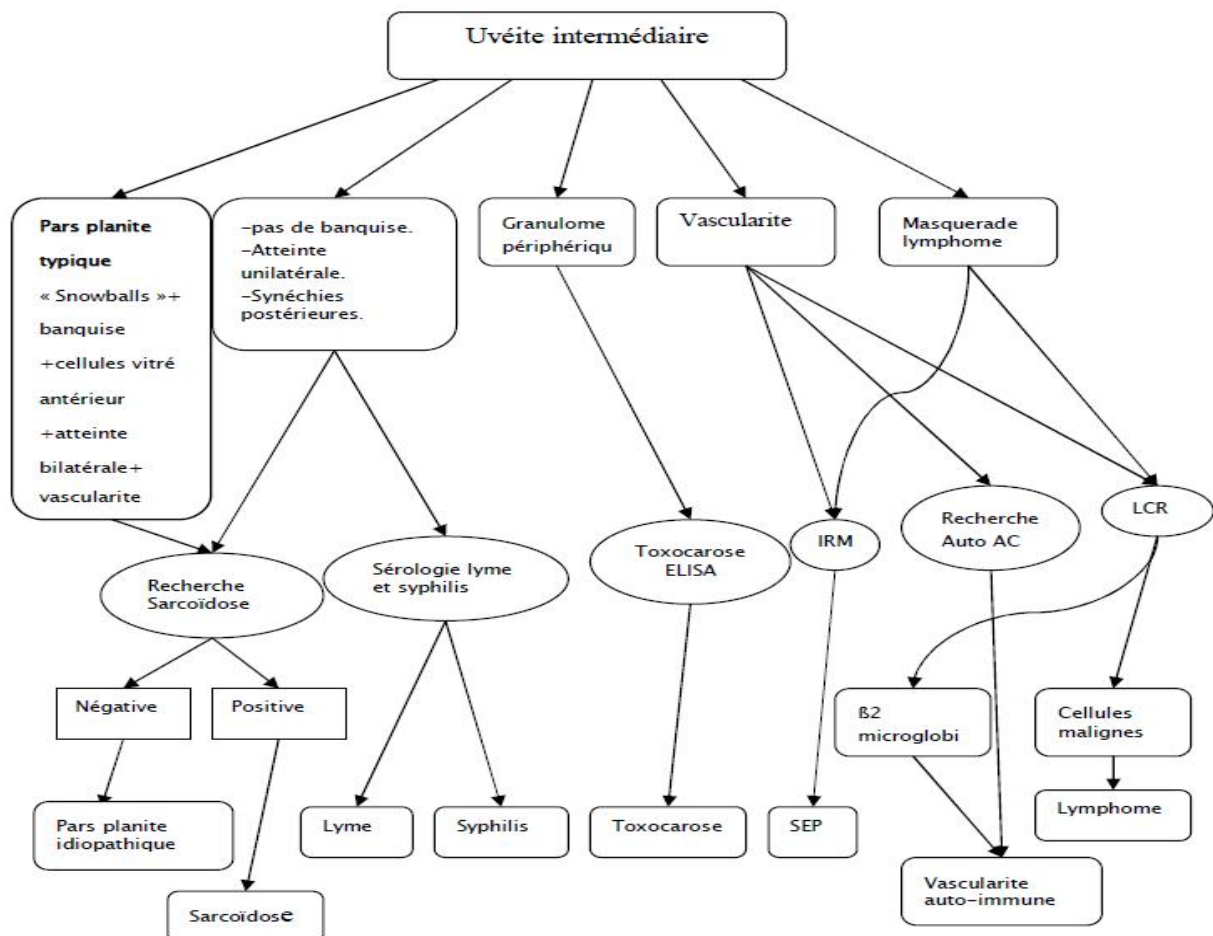 Uvéite intermédiaire
Pars planite
typique
« Snowballs »+
banquise
+cellules vitré
antérieur
+atteinte
bilatérale+
vascularite
-pas de banquise.
-Atteinte
unilatérale.
-Synéchies
postérieures.
Granulome
périphériqu
Vascularite
Masquerade
lymphome
Recherche
Sarcoïdose
Sérologie lyme
et syphilis
Toxocarose
ELISA
IRM
Recherche
Auto AC
LCR
Négative
Positive
ß2
microglobi
Cellules
malignes
Pars planite
idiopathique
Lyme
Syphilis
Toxocarose
SEP
Lymphome
Sarcoïdose
Vascularite
auto-immune